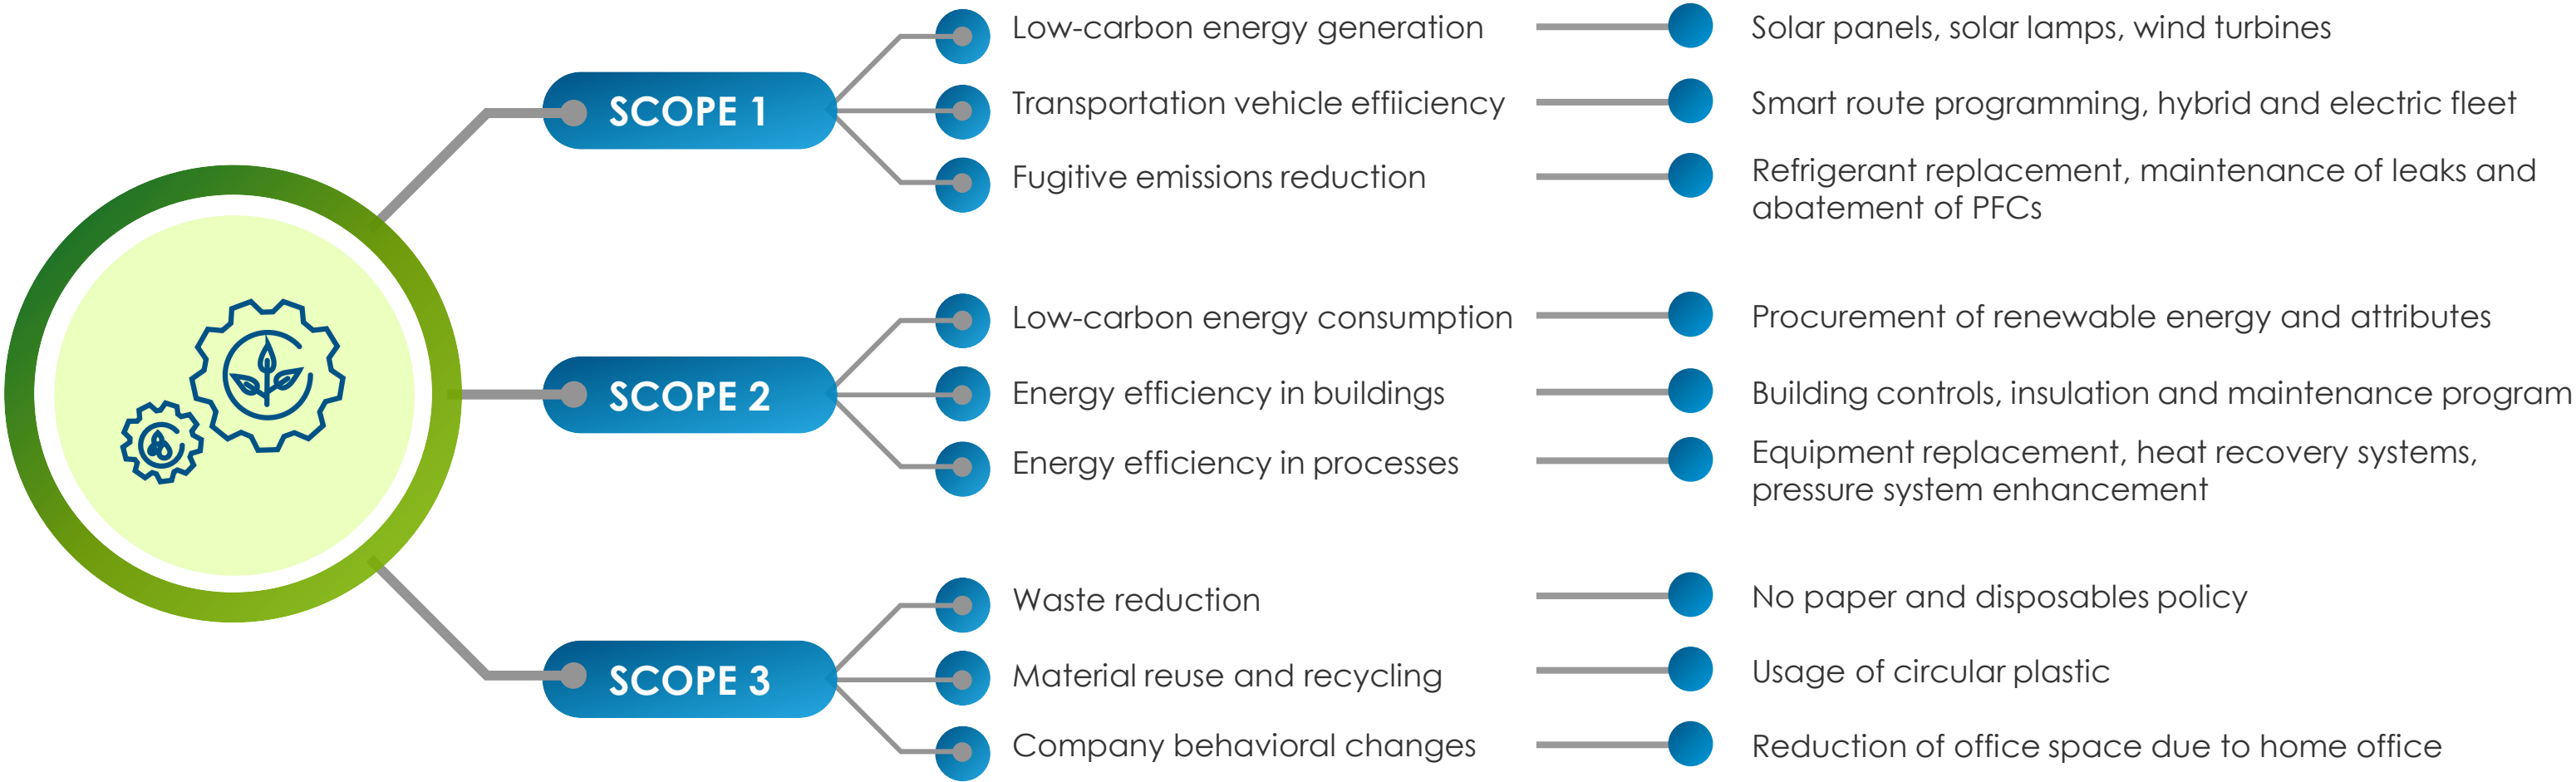 SCOPE 1
Low-carbon energy generation
Solar panels, solar lamps, wind turbines
Transportation vehicle effiiciency
Smart route programming, hybrid and electric fleet
Fugitive emissions reduction
Refrigerant replacement, maintenance of leaks and
abatement of PFCs
SCOPE 2
Low-carbon energy consumption
Procurement of renewable energy and attributes
Energy efficiency in buildings
Building controls, insulation and maintenance program
Energy efficiency in processes
Equipment replacement, heat recovery systems,
pressure system enhancement
SCOPE 3
Waste reduction
No paper and disposables policy
Material reuse and recycling
Usage of circular plastic
Company behavioral changes
Reduction of office space due to home office